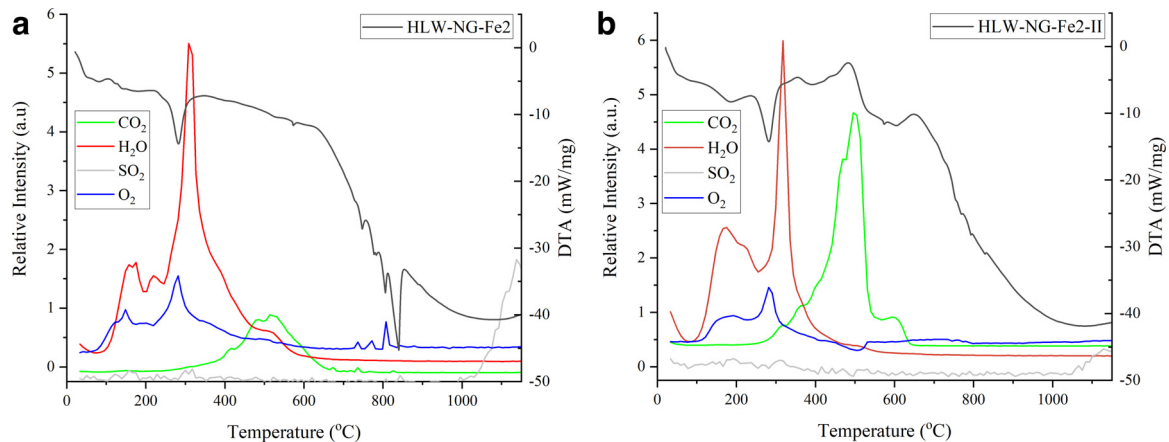 a
HLW-NG-Fe2
CO₂
H₂O
SO₂
O₂
Relative Intensity (a.u)
6
5
4
3
2
1
0
0
-10
-20
-30
-40
-50
DTA (mW/mg)
0 200 400 600 800 1000
Temperature (°C)
b
HLW-NG-Fe2-II
CO₂
H₂O
SO₂
O₂
Relative Intensity (a.u.)
6
5
4
3
2
1
0
0
-10
-20
-30
-40
-50
DTA (mW/mg)
0 200 400 600 800 1000
Temperature (°C)